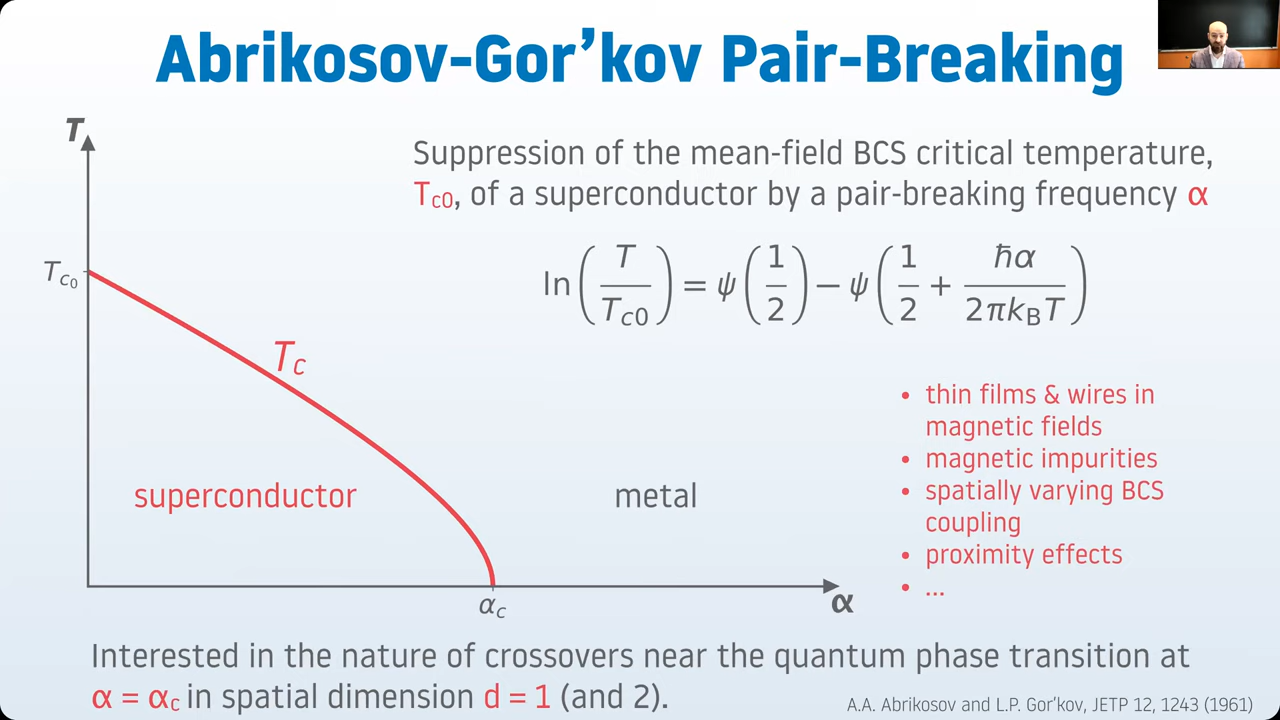 Abrikosov-Gor’kov Pair-Breaking
T
Suppression of the mean-field BCS critical temperature,
Tc0, of a superconductor by a pair-breaking frequency α
ln(T/Tc0) = ψ(1/2) − ψ(1/2 + ħα/2πkBT)
Tc0
Tc
superconductor
metal
• thin films & wires in
magnetic fields
• magnetic impurities
• spatially varying BCS
coupling
• proximity effects
• ...
αc
α
Interested in the nature of crossovers near the quantum phase transition at
α = αc in spatial dimension d = 1 (and 2).
A.A. Abrikosov and L.P. Gor’kov, JETP 12, 1243 (1961)